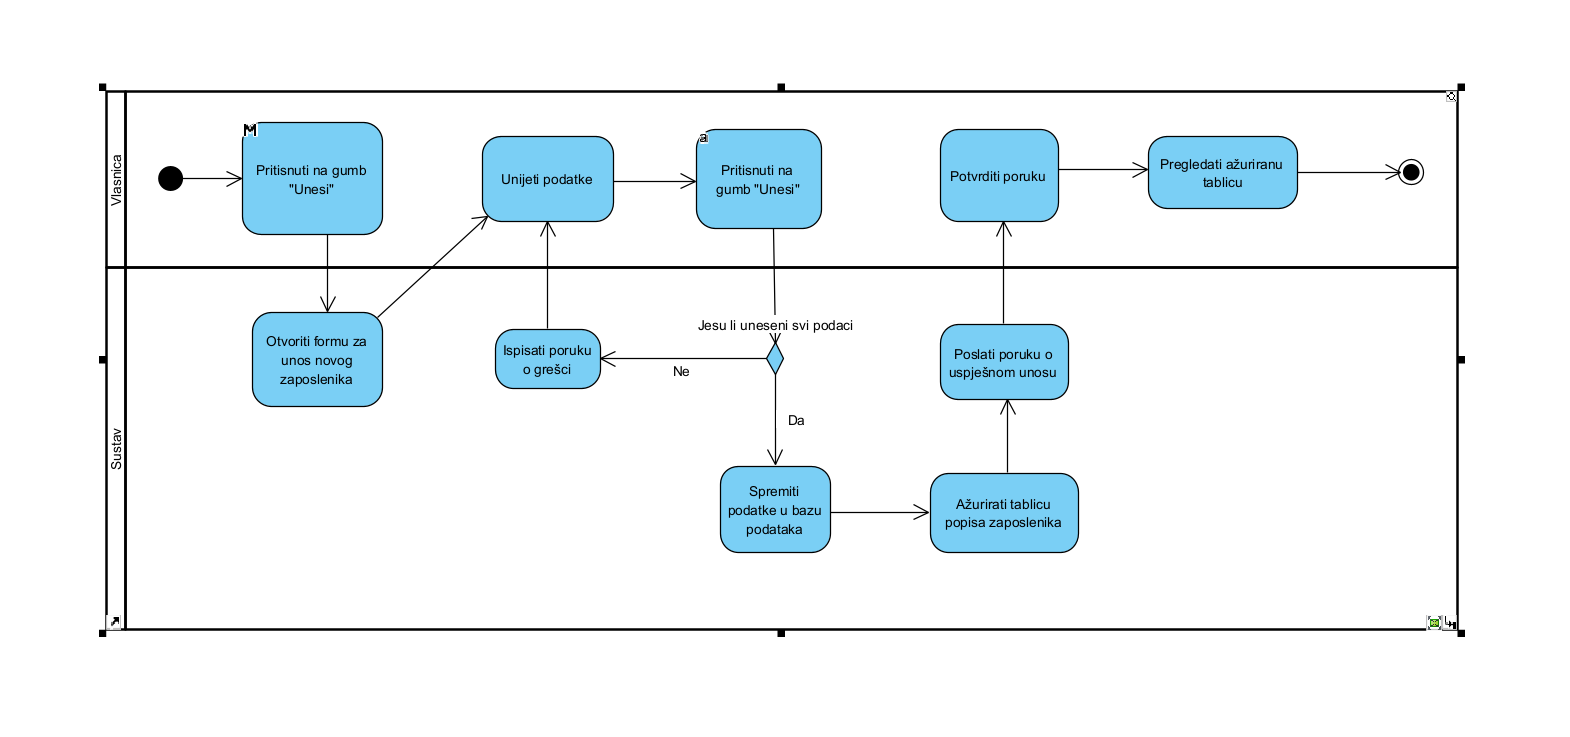 Vlasnica
M
Pritisnuti na gumb
"Unesi"
Unijeti podatke
a
Pritisnuti na
gumb "Unesi"
Potvrditi poruku
Pregledati ažuriranu
tablicu
Sustav
Otvoriti formu za
unos novog
zaposlenika
Ispisati poruku
o grešci
Ne
Jesu li uneseni svi podaci
Da
Spremiti
podatke u bazu
podataka
Ažurirati tablicu
popisa zaposlenika
Poslati poruku o
uspješnom unosu